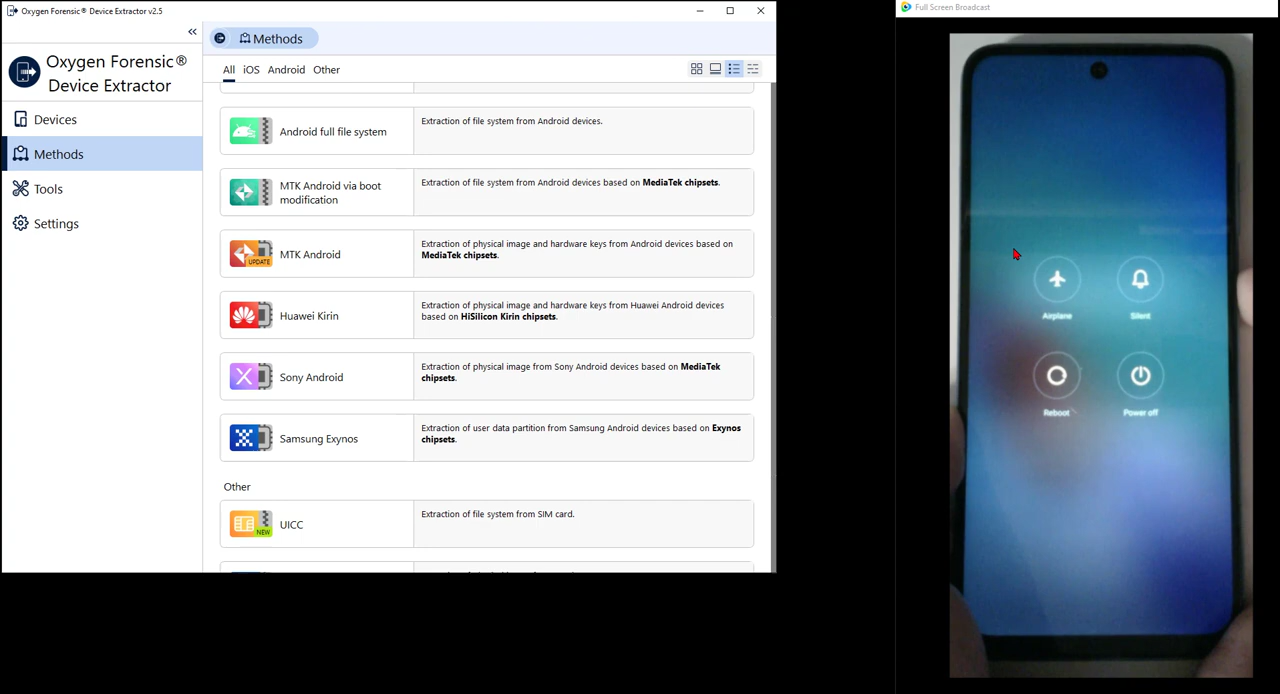 Oxygen Forensic® Device Extractor v2.5
Full Screen Broadcast
Oxygen Forensic®
Device Extractor
Devices
Methods
Tools
Settings
Methods
All iOS Android Other
Android full file system
Extraction of file system from Android devices.
MTK Android via boot
modification
Extraction of file system from Android devices based on MediaTek chipsets.
UPDATE
MTK Android
Extraction of physical image and hardware keys from Android devices based on
MediaTek chipsets.
Huawei Kirin
Extraction of physical image and hardware keys from Huawei Android devices
based on HiSilicon Kirin chipsets.
Sony Android
Extraction of physical image from Sony Android devices based on MediaTek
chipsets.
Samsung Exynos
Extraction of user data partition from Samsung Android devices based on Exynos
chipsets.
Other
NEW
UICC
Extraction of file system from SIM card.
Airplane
Silent
Reboot
Power off